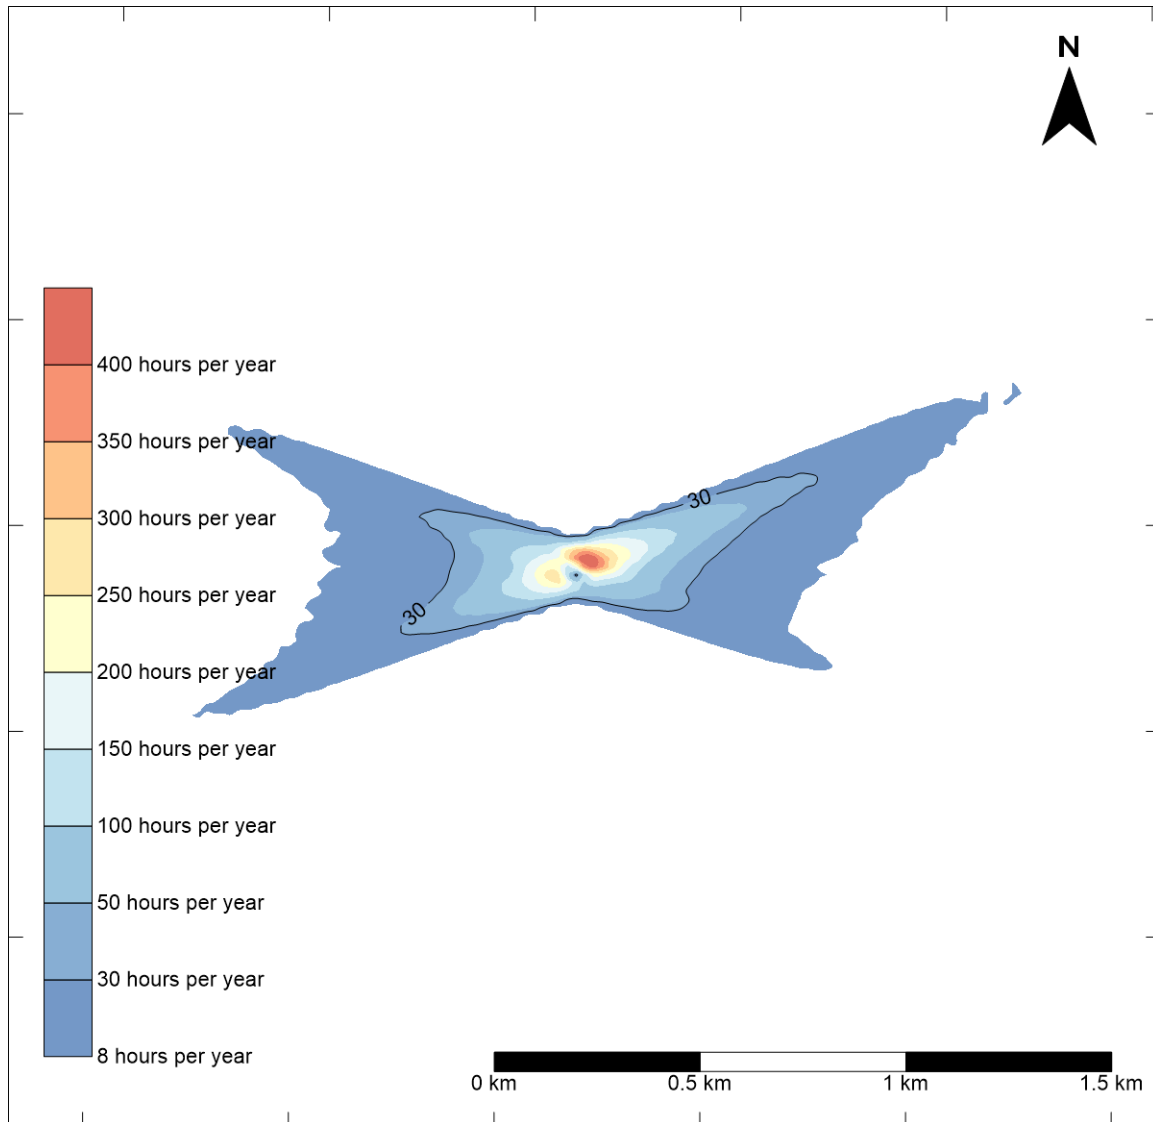 N
400 hours per year
350 hours per year
300 hours per year
250 hours per year
200 hours per year
150 hours per year
100 hours per year
50 hours per year
30 hours per year
8 hours per year
30
30
0 km
0.5 km
1 km
1.5 km